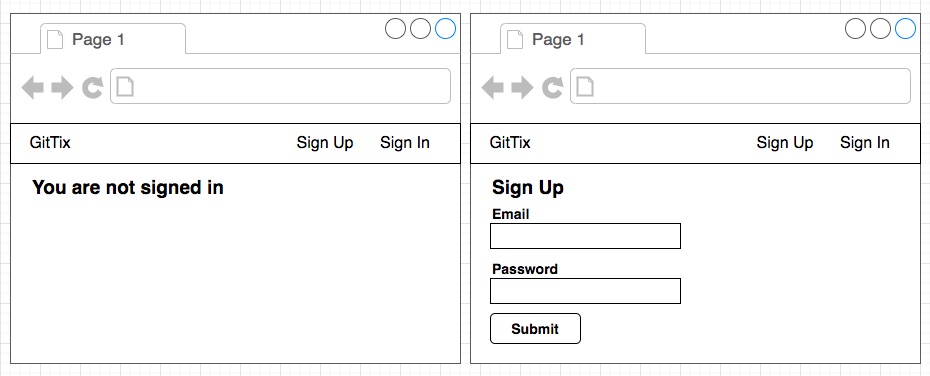 Page 1
GitTix Sign Up Sign In
You are not signed in
Page 1
GitTix Sign Up Sign In
Sign Up
Email
Password
Submit